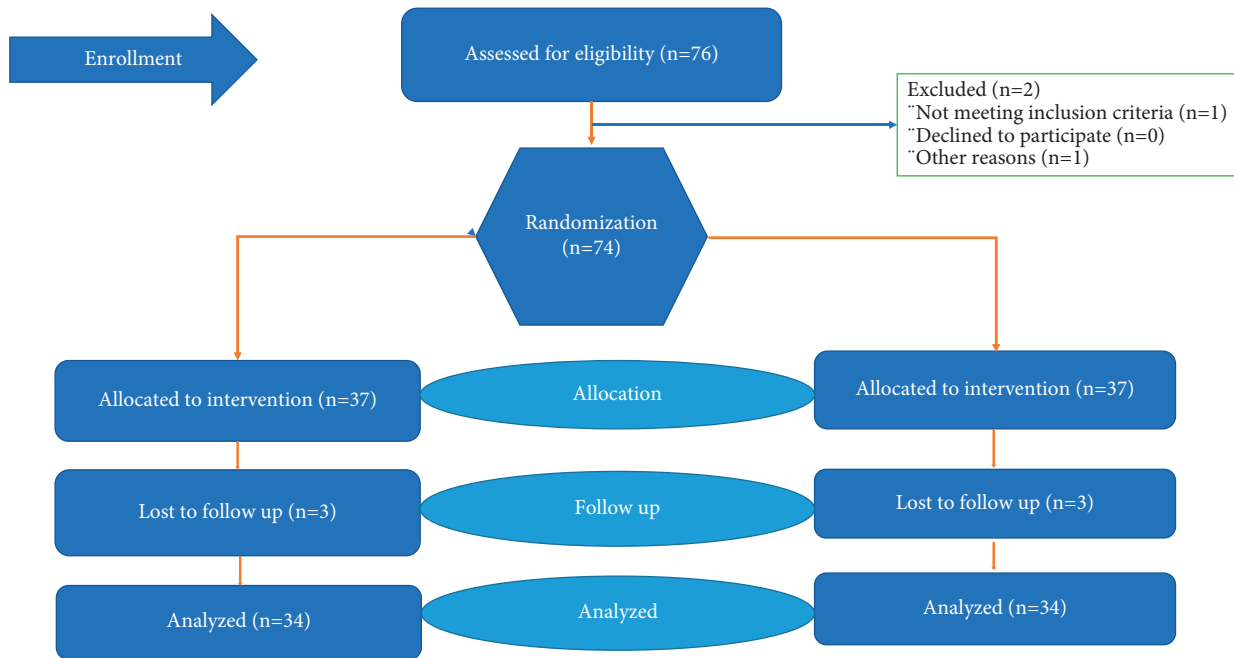 Enrollment
Assessed for eligibility (n=76)
Excluded (n=2)
¨Not meeting inclusion criteria (n=1)
¨Declined to participate (n=0)
¨Other reasons (n=1)
Randomization
(n=74)
Allocated to intervention (n=37)
Allocation
Allocated to intervention (n=37)
Lost to follow up (n=3)
Follow up
Lost to follow up (n=3)
Analyzed (n=34)
Analyzed
Analyzed (n=34)